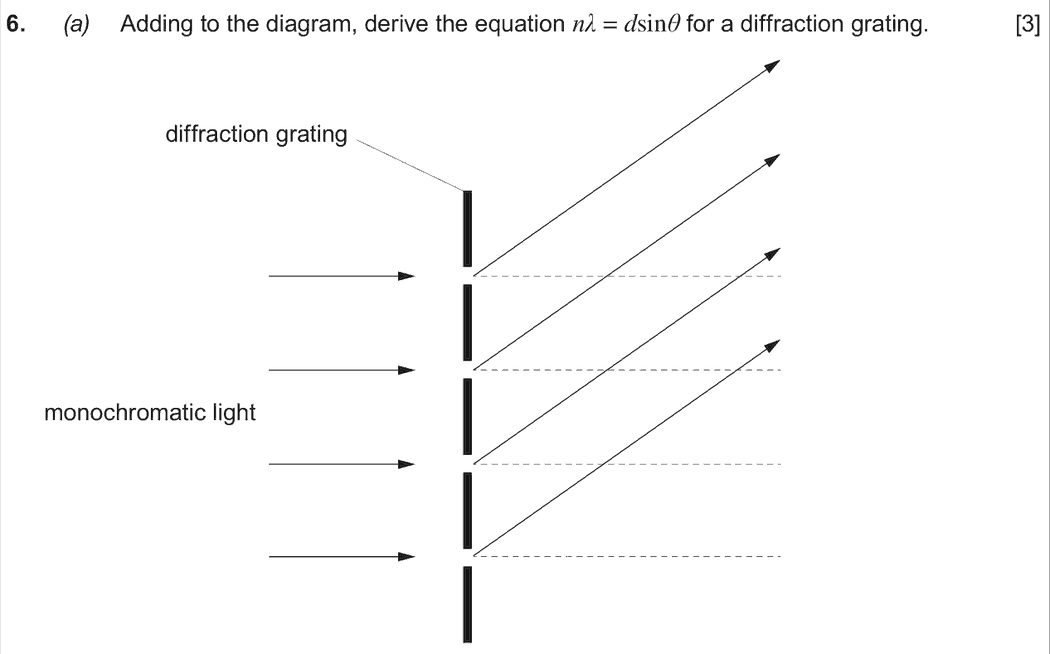 6. (a) Adding to the diagram, derive the equation nλ = dsinθ for a diffraction grating. [3]
diffraction grating
monochromatic light